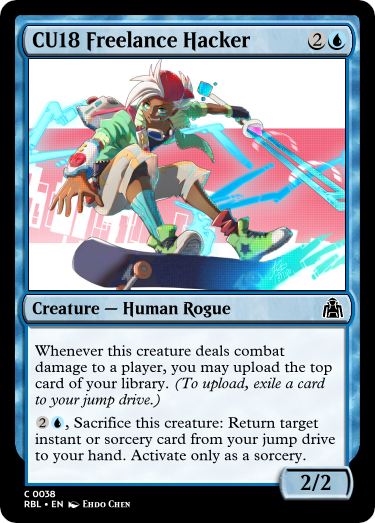 CU18 Freelance Hacker 2
Creature — Human Rogue
Whenever this creature deals combat
damage to a player, you may upload the top
card of your library. (To upload, exile a card
to your jump drive.)
2, Sacrifice this creature: Return target
instant or sorcery card from your jump drive
to your hand. Activate only as a sorcery.
2/2
C 0038
RBL • EN Ehdo Chen